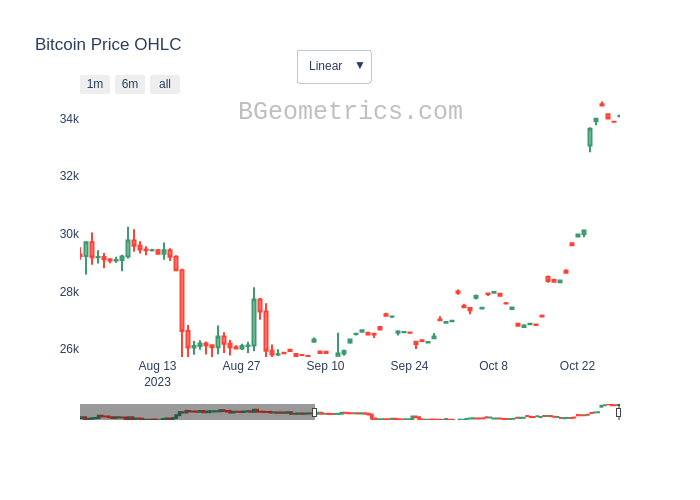 Bitcoin Price OHLC
Linear ▼
1m 6m all
BGeometrics.com
34k
32k
30k
28k
26k
Aug 13 Aug 27 Sep 10 Sep 24 Oct 8 Oct 22
2023